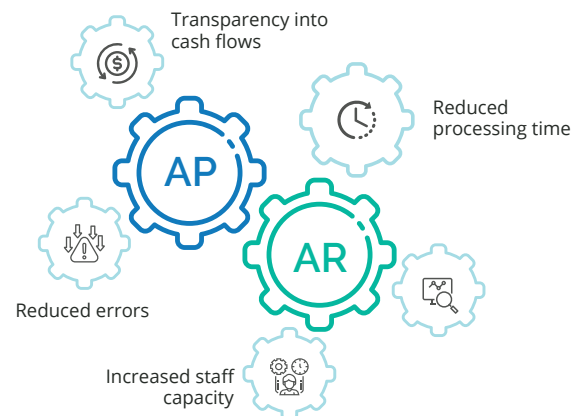 Transparency into
cash flows
$
Reduced
processing time
AP
AR
Reduced errors
Increased staff
capacity